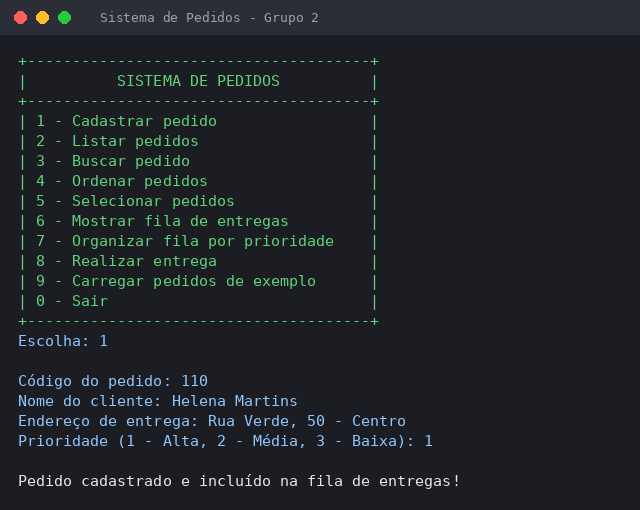 Sistema de Pedidos - Grupo 2
+--------------------------------------+
|          SISTEMA DE PEDIDOS          |
+--------------------------------------+
| 1 - Cadastrar pedido                 |
| 2 - Listar pedidos                   |
| 3 - Buscar pedido                    |
| 4 - Ordenar pedidos                  |
| 5 - Selecionar pedidos               |
| 6 - Mostrar fila de entregas         |
| 7 - Organizar fila por prioridade    |
| 8 - Realizar entrega                 |
| 9 - Carregar pedidos de exemplo      |
| 0 - Sair                             |
+--------------------------------------+
Escolha: 1
Código do pedido: 110
Nome do cliente: Helena Martins
Endereço de entrega: Rua Verde, 50 - Centro
Prioridade (1 - Alta, 2 - Média, 3 - Baixa): 1
Pedido cadastrado e incluído na fila de entregas!